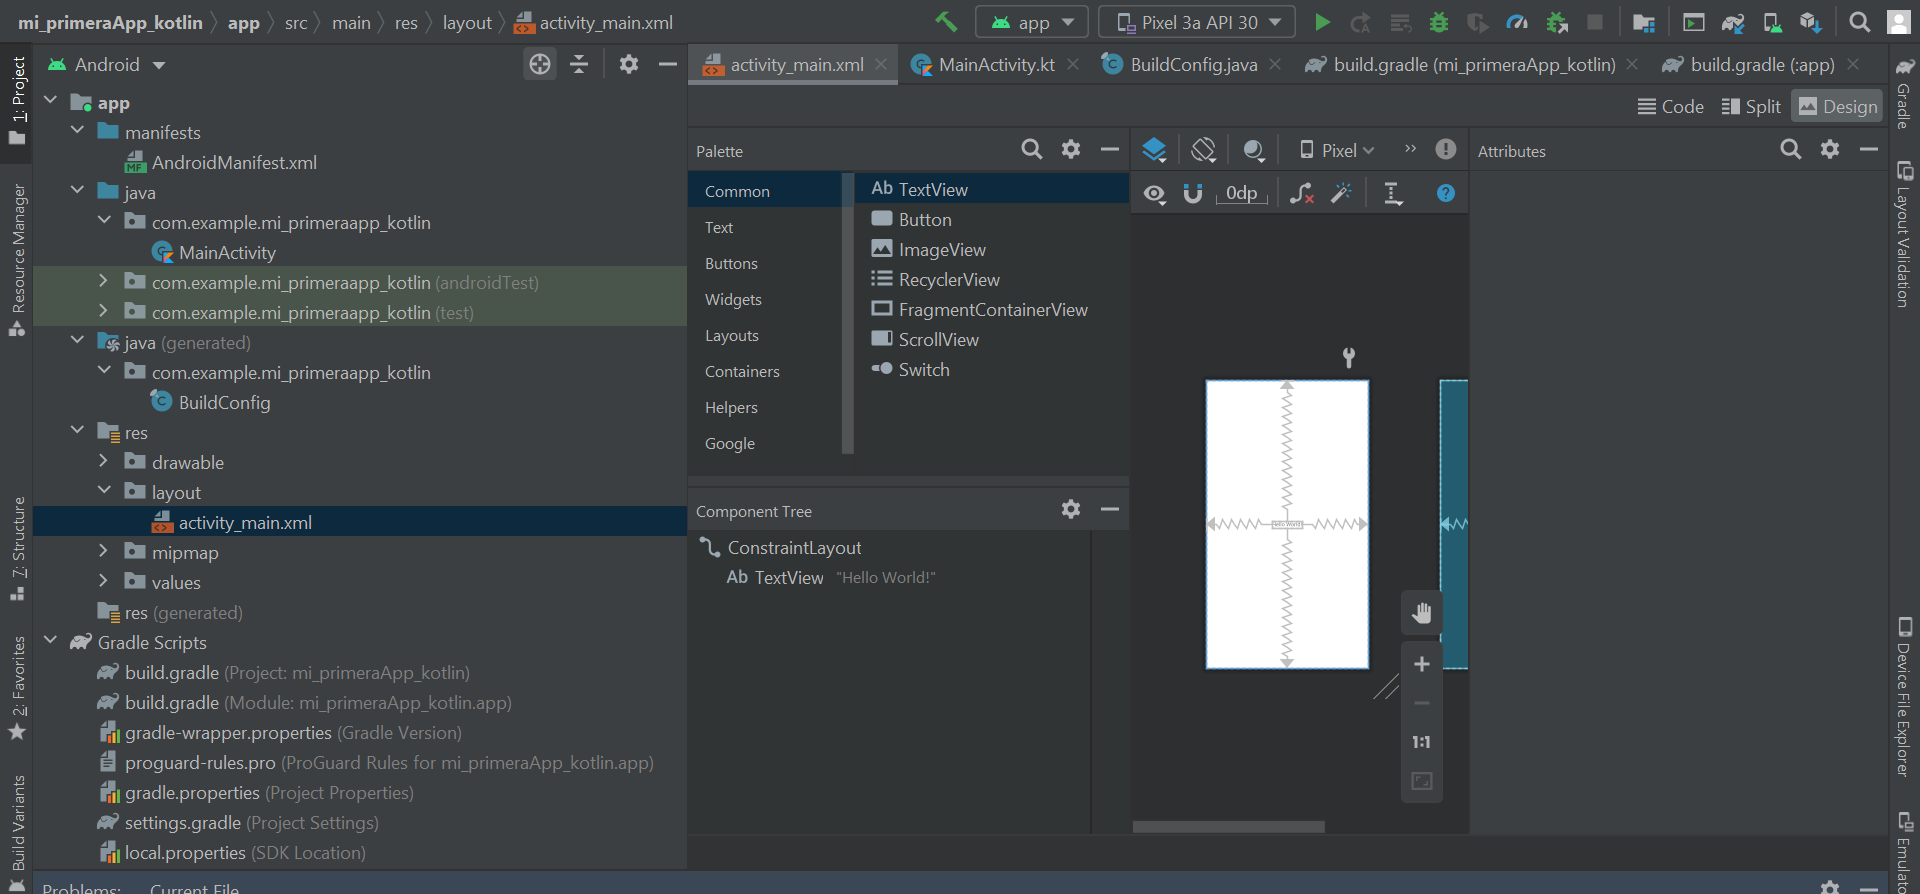 mi_primeraApp_kotlin app src main res layout activity_main.xml
app Pixel 3a API 30
1: Project
Resource Manager
7: Structure
2: Favorites
Build Variants
Android
app
manifests
MF AndroidManifest.xml
java
com.example.mi_primeraapp_kotlin
MainActivity
com.example.mi_primeraapp_kotlin (androidTest)
com.example.mi_primeraapp_kotlin (test)
java (generated)
com.example.mi_primeraapp_kotlin
BuildConfig
res
drawable
layout
activity_main.xml
mipmap
values
res (generated)
Gradle Scripts
build.gradle (Project: mi_primeraApp_kotlin)
build.gradle (Module: mi_primeraApp_kotlin.app)
gradle-wrapper.properties (Gradle Version)
proguard-rules.pro (ProGuard Rules for mi_primeraApp_kotlin.app)
gradle.properties (Project Properties)
settings.gradle (Project Settings)
local.properties (SDK Location)
activity_main.xml MainActivity.kt BuildConfig.java build.gradle (mi_primeraApp_kotlin) build.gradle (:app)
Code Split Design
Palette
Common
Text
Buttons
Widgets
Layouts
Containers
Helpers
Google
Ab TextView
Button
ImageView
RecyclerView
FragmentContainerView
ScrollView
Switch
Component Tree
ConstraintLayout
Ab TextView "Hello World!"
Pixel
0dp
Hello World!
1:1
Attributes
Gradle
Layout Validation
Device File Explorer
Emulato
Problems: Current File